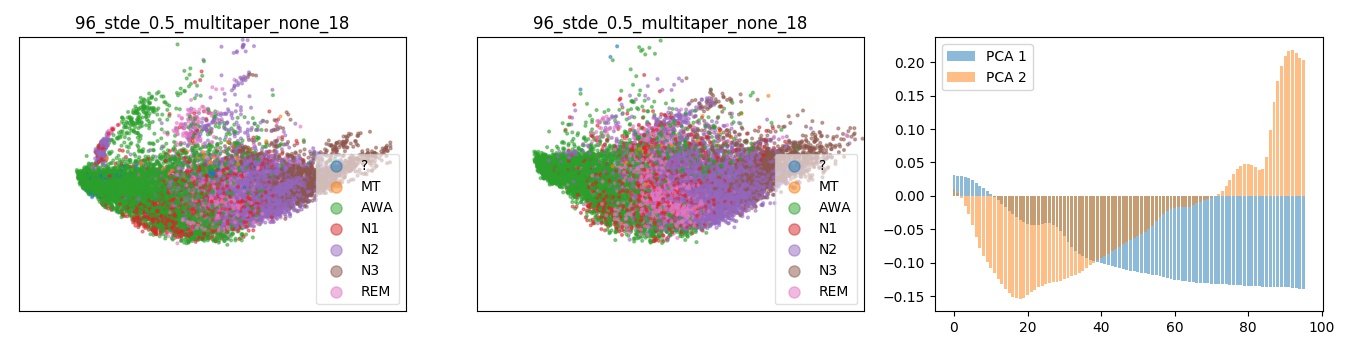 96_stde_0.5_multitaper_none_18
?
MT
AWA
N1
N2
N3
REM
96_stde_0.5_multitaper_none_18
?
MT
AWA
N1
N2
N3
REM
PCA 1
PCA 2
0.20
0.15
0.10
0.05
0.00
−0.05
−0.10
−0.15
0 20 40 60 80 100